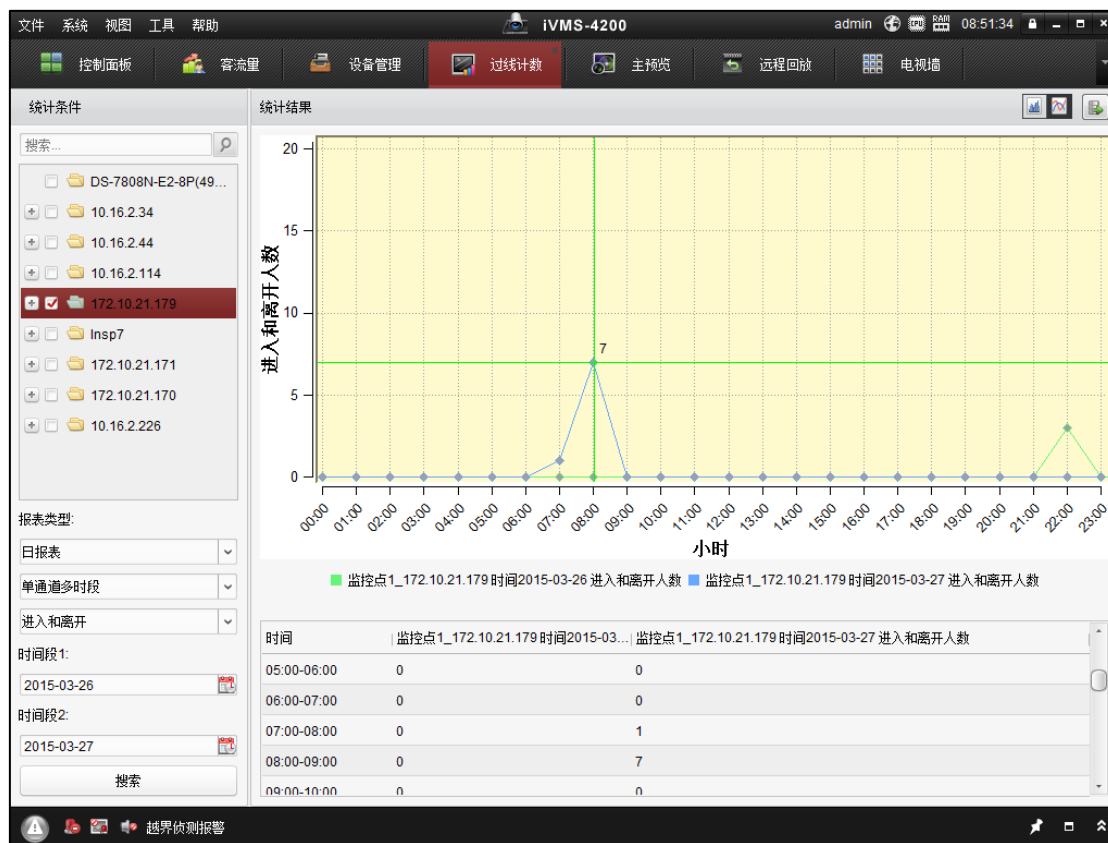 文件 系统 视图 工具 帮助 iVMS-4200 admin CPU RAM 08:51:34
控制面板 客流量 设备管理 过线计数 主预览 远程回放 电视墙
统计条件
搜索...
DS-7808N-E2-8P(49...
10.16.2.34
10.16.2.44
10.16.2.114
172.10.21.179
Insp7
172.10.21.171
172.10.21.170
10.16.2.226
报表类型:
日报表
单通道多时段
进入和离开
时间段1:
2015-03-26
时间段2:
2015-03-27
搜索
统计结果
进入和离开人数
20
15
10
5
0
7
00:00 01:00 02:00 03:00 04:00 05:00 06:00 07:00 08:00 09:00 10:00 11:00 12:00 13:00 14:00 15:00 16:00 17:00 18:00 19:00 20:00 21:00 22:00 23:00
小时
监控点1_172.10.21.179 时间2015-03-26 进入和离开人数 监控点1_172.10.21.179 时间2015-03-27 进入和离开人数
时间 监控点1_172.10.21.179 时间2015-03... 监控点1_172.10.21.179 时间2015-03-27 进入和离开人数
05:00-06:00 0 0
06:00-07:00 0 0
07:00-08:00 0 1
08:00-09:00 0 7
09:00-10:00 0 0
越界侦测报警